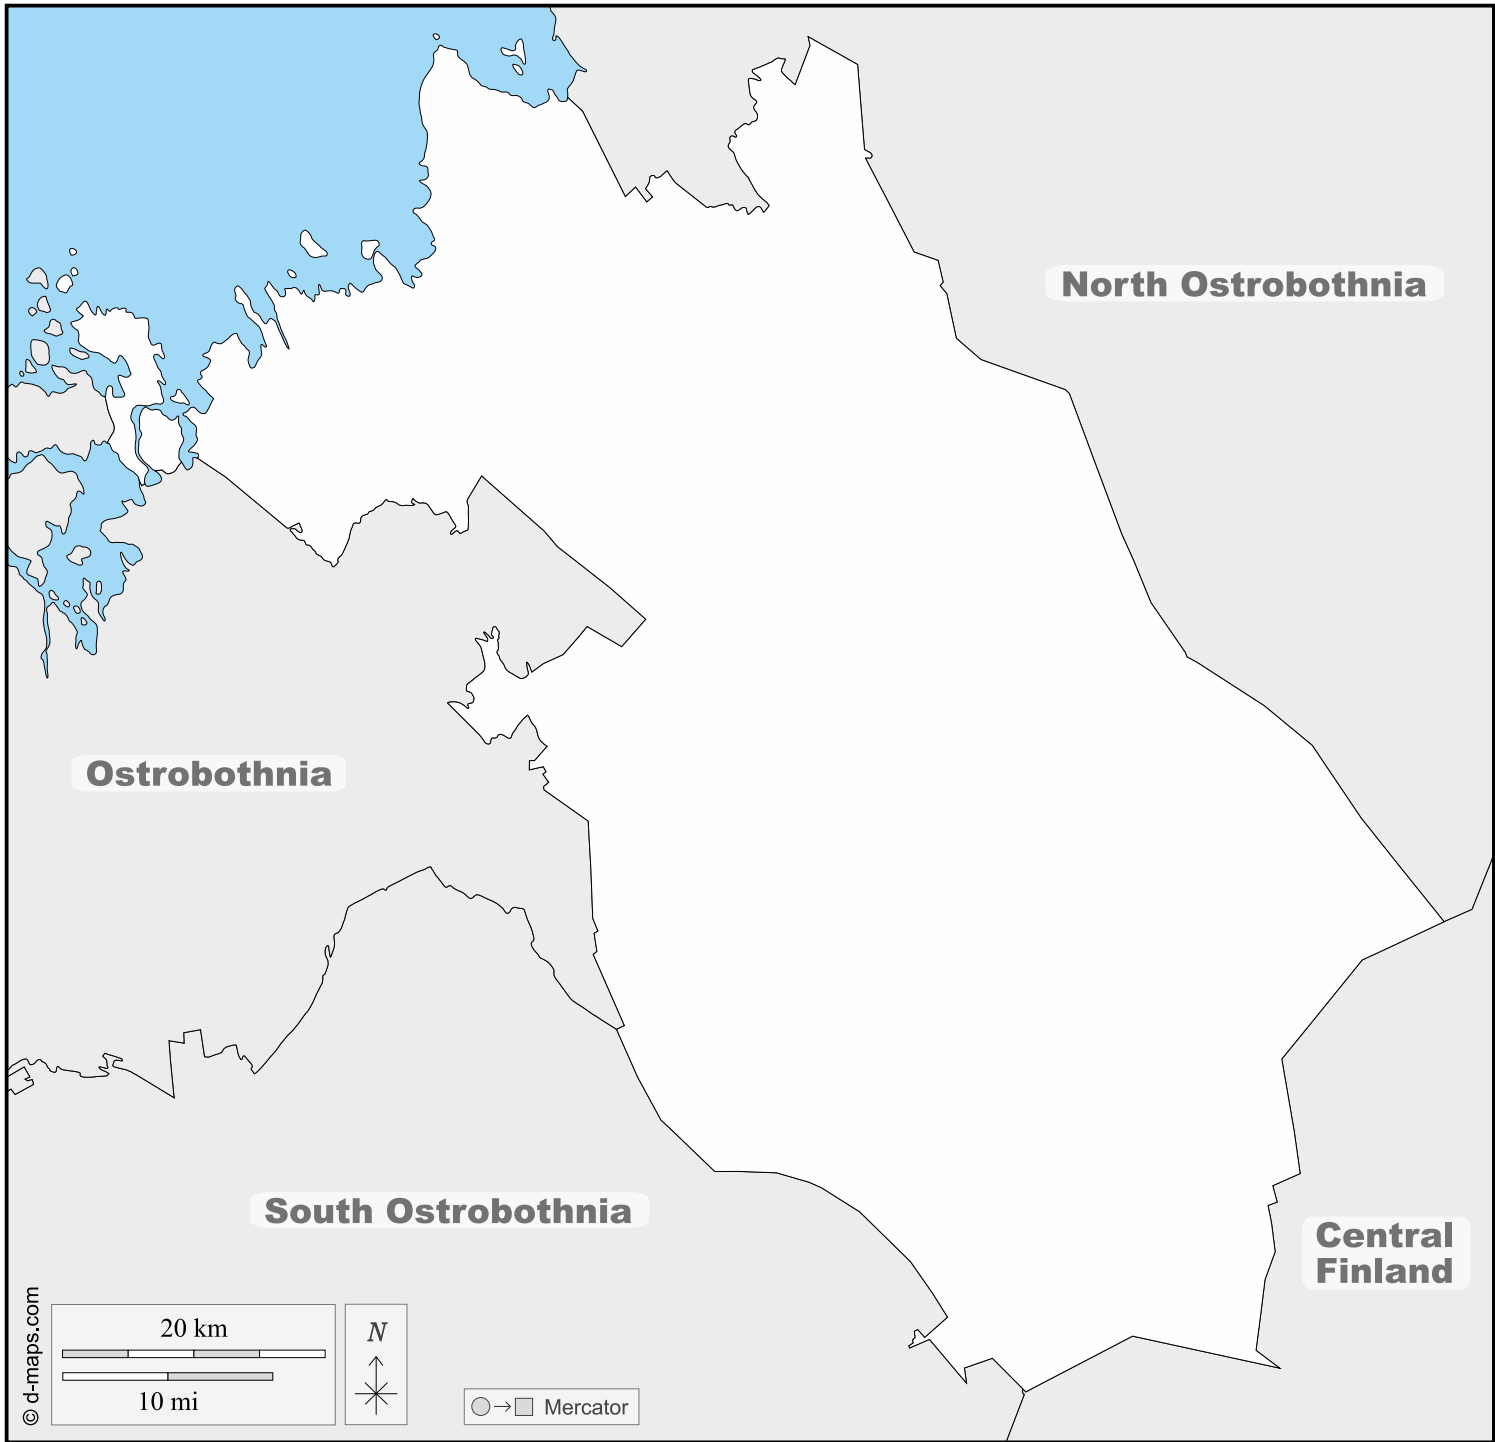 North Ostrobothnia
Ostrobothnia
South Ostrobothnia
Central
Finland
© d-maps.com
20 km
10 mi
N
Mercator